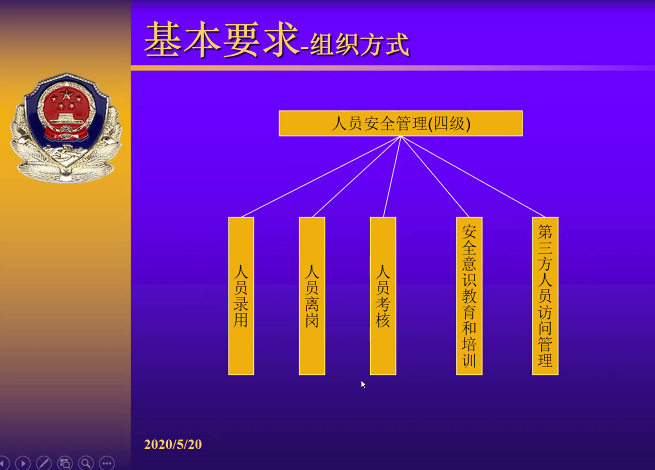 基本要求-组织方式
人员安全管理(四级)
人员录用
人员离岗
人员考核
安全意识教育和培训
第三方人员访问管理
2020/5/20